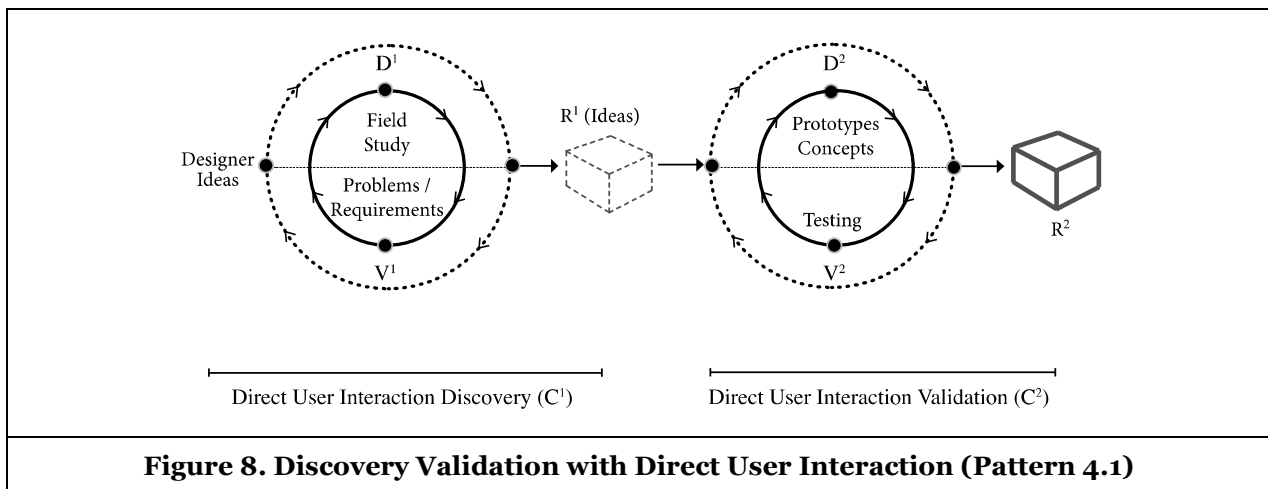 D¹
Field
Study
Designer
Ideas
Problems /
Requirements
V¹
R¹ (Ideas)
D²
Prototypes
Concepts
Testing
V²
R²
Direct User Interaction Discovery (C¹)
Direct User Interaction Validation (C²)
Figure 8. Discovery Validation with Direct User Interaction (Pattern 4.1)